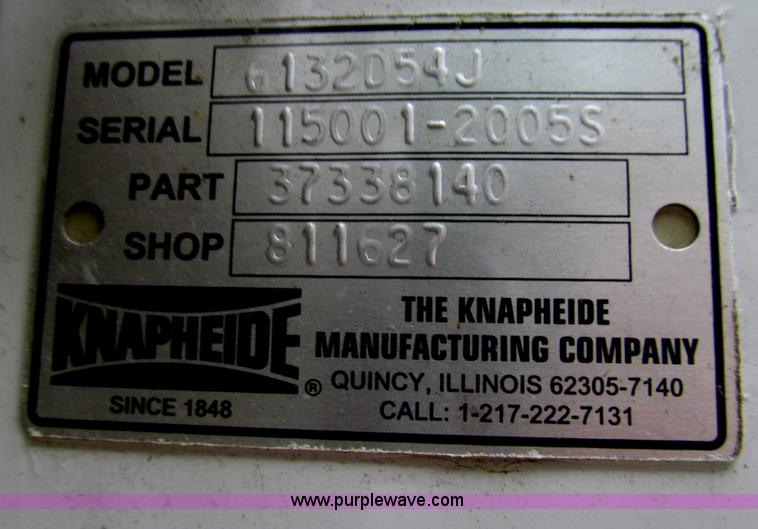 MODEL 6132D54J
SERIAL 115001-2005S
PART 37338140
SHOP 811627
KNAPHEIDE ®
SINCE 1848
THE KNAPHEIDE
MANUFACTURING COMPANY
QUINCY, ILLINOIS 62305-7140
CALL: 1-217-222-7131
www.purplewave.com